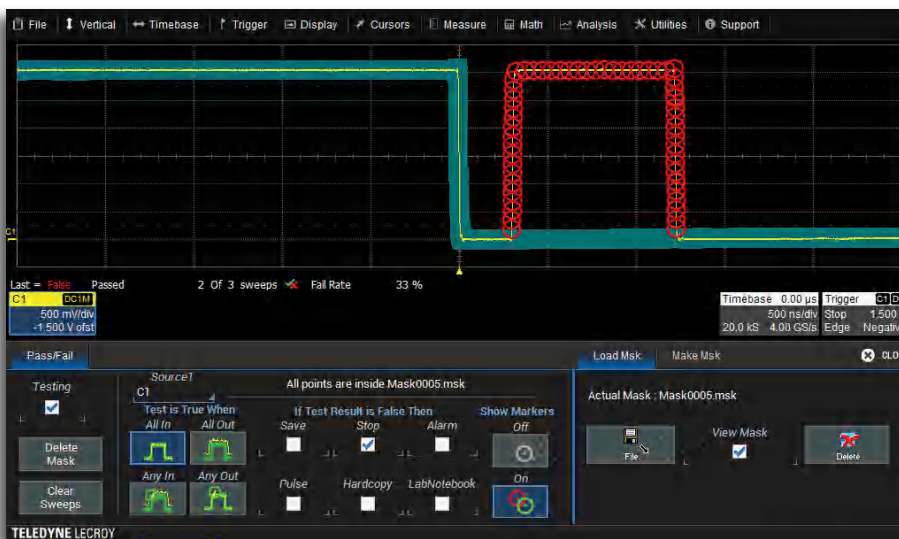 File Vertical Timebase Trigger Display Cursors Measure Math Analysis Utilities Support
C1
Last = False Passed 2 Of 3 sweeps Fail Rate 33 %
C1 DC1M
500 mV/div
-1.500 V ofst
Timebase 0.00 µs
500 ns/div
20.0 kS 4.00 GS/s
Trigger C1 D
Stop 1.500
Edge Negativ
Pass/Fail
Testing
Delete
Mask
Clear
Sweeps
Source1
C1
All points are inside Mask0005.msk
Test is True When
All In All Out
Any In Any Out
If Test Result is False Then
Save Stop Alarm
Pulse Hardcopy LabNotebook
Show Markers
Off
On
Load Msk Make Msk CLO
Actual Mask : Mask0005.msk
File
View Mask
Delete
TELEDYNE LECROY